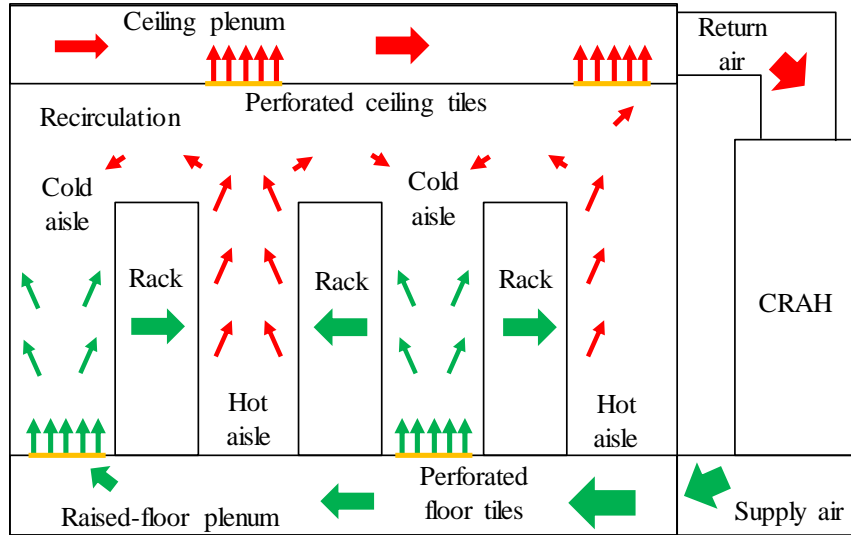 Ceiling plenum
Return
air
Perforated ceiling tiles
Recirculation
Cold
aisle
Cold
aisle
Rack
Rack
Rack
CRAH
Hot
aisle
Hot
aisle
Perforated
floor tiles
Raised-floor plenum
Supply air